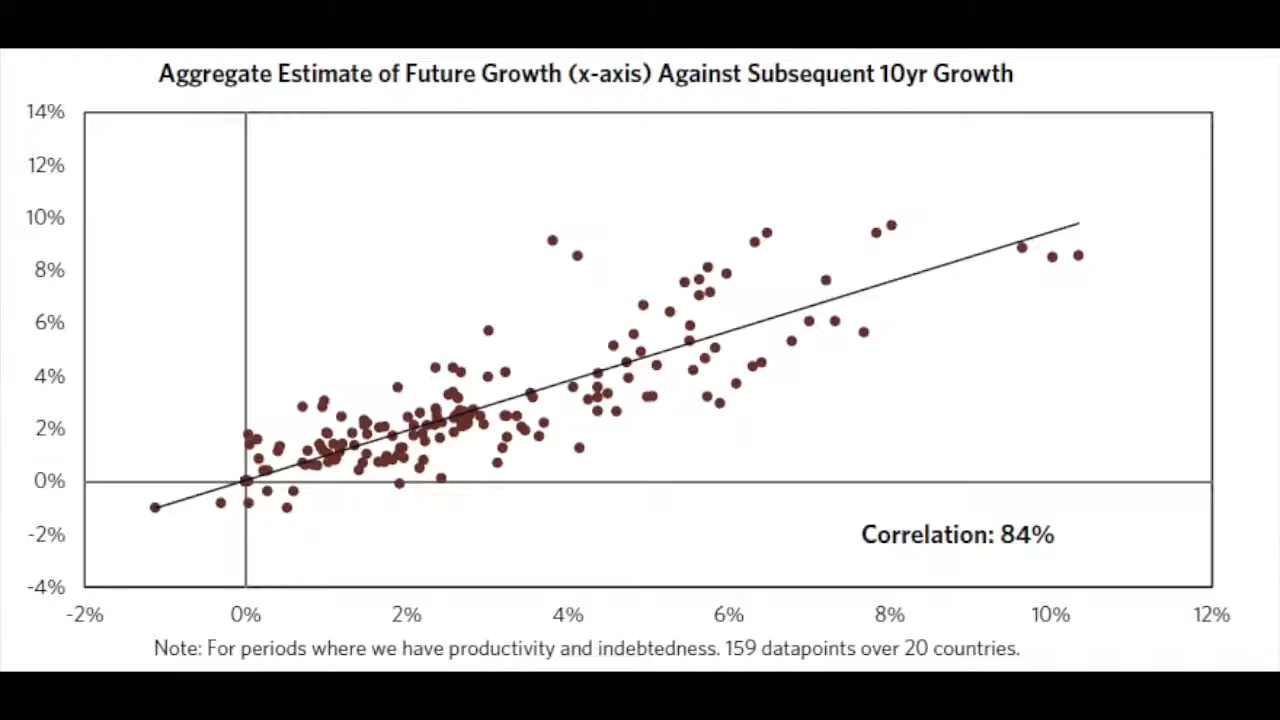 Aggregate Estimate of Future Growth (x-axis) Against Subsequent 10yr Growth
14%
12%
10%
8%
6%
4%
2%
0%
-2%
-4%
Correlation: 84%
-2% 0% 2% 4% 6% 8% 10% 12%
Note: For periods where we have productivity and indebtedness. 159 datapoints over 20 countries.